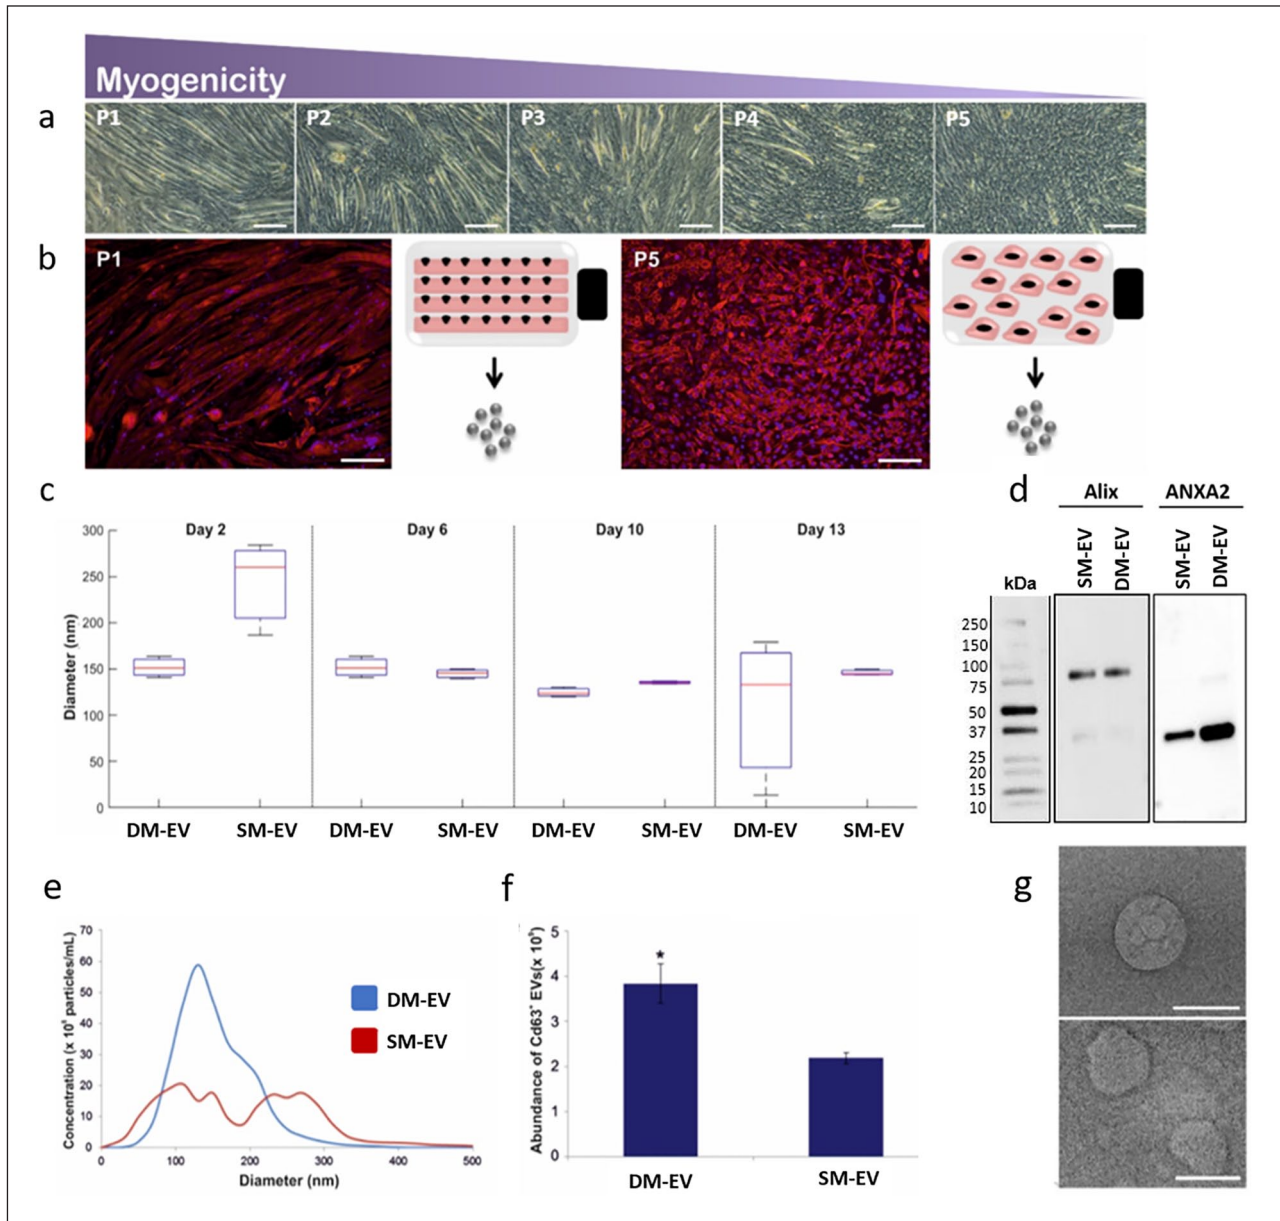 Myogenicity
a
P1 P2 P3 P4 P5
b
P1
P5
c
Diameter (nm)
300
250
200
150
100
50
0
Day 2 Day 6 Day 10 Day 13
DM-EV SM-EV DM-EV SM-EV DM-EV SM-EV DM-EV SM-EV
d
Alix ANXA2
kDa SM-EV DM-EV SM-EV DM-EV
250
150
100
75
50
37
25
20
15
10
e
Concentration (x 10⁸ particles/mL)
70
60
50
40
30
20
10
0
0 100 200 300 400 500
Diameter (nm)
DM-EV
SM-EV
f
Abundance of Cd63⁺ EVs(x 10⁹)
5
4
3
2
1
0
*
DM-EV SM-EV
g